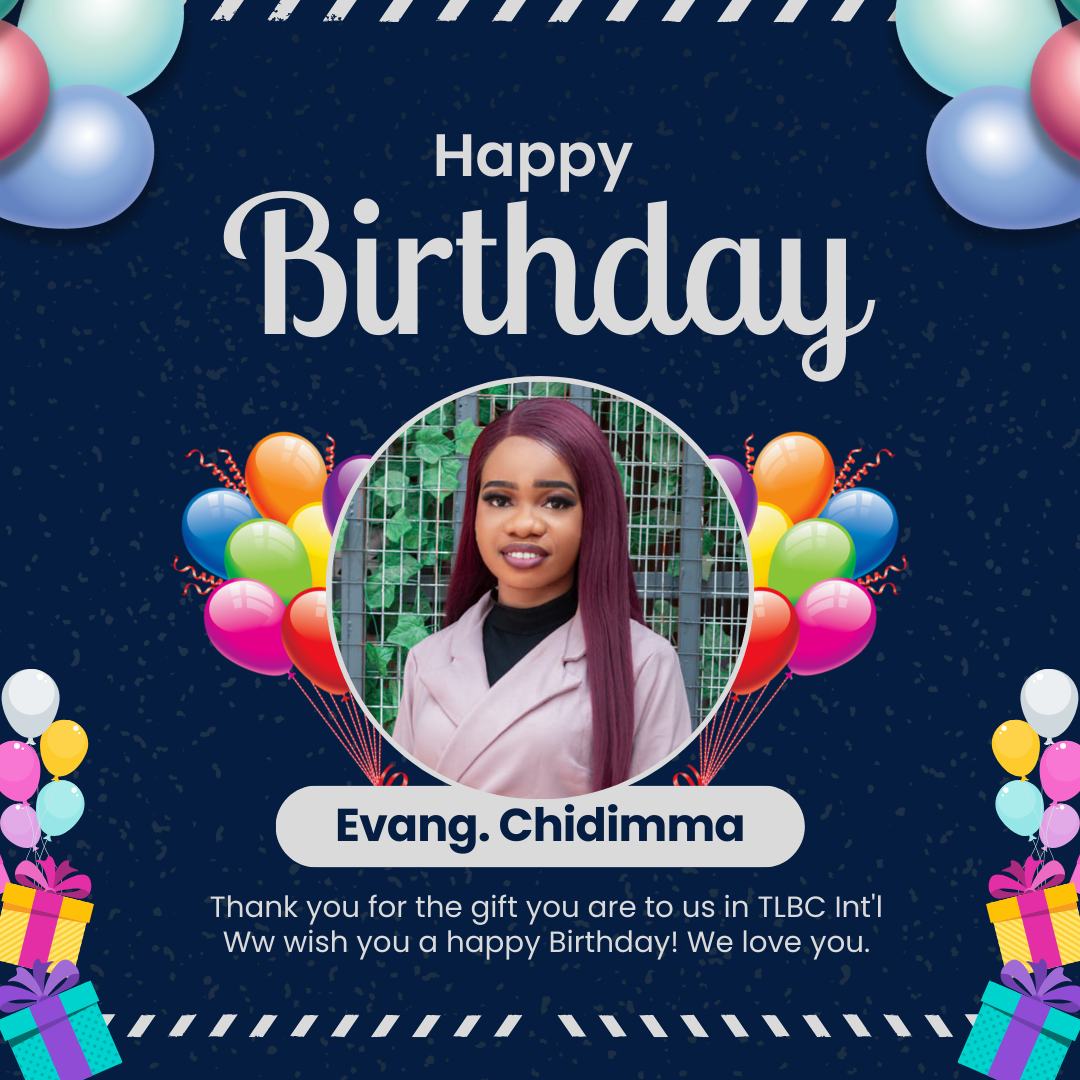 Happy
Birthday
Evang. Chidimma
Thank you for the gift you are to us in TLBC Int'l
Ww wish you a happy Birthday! We love you.